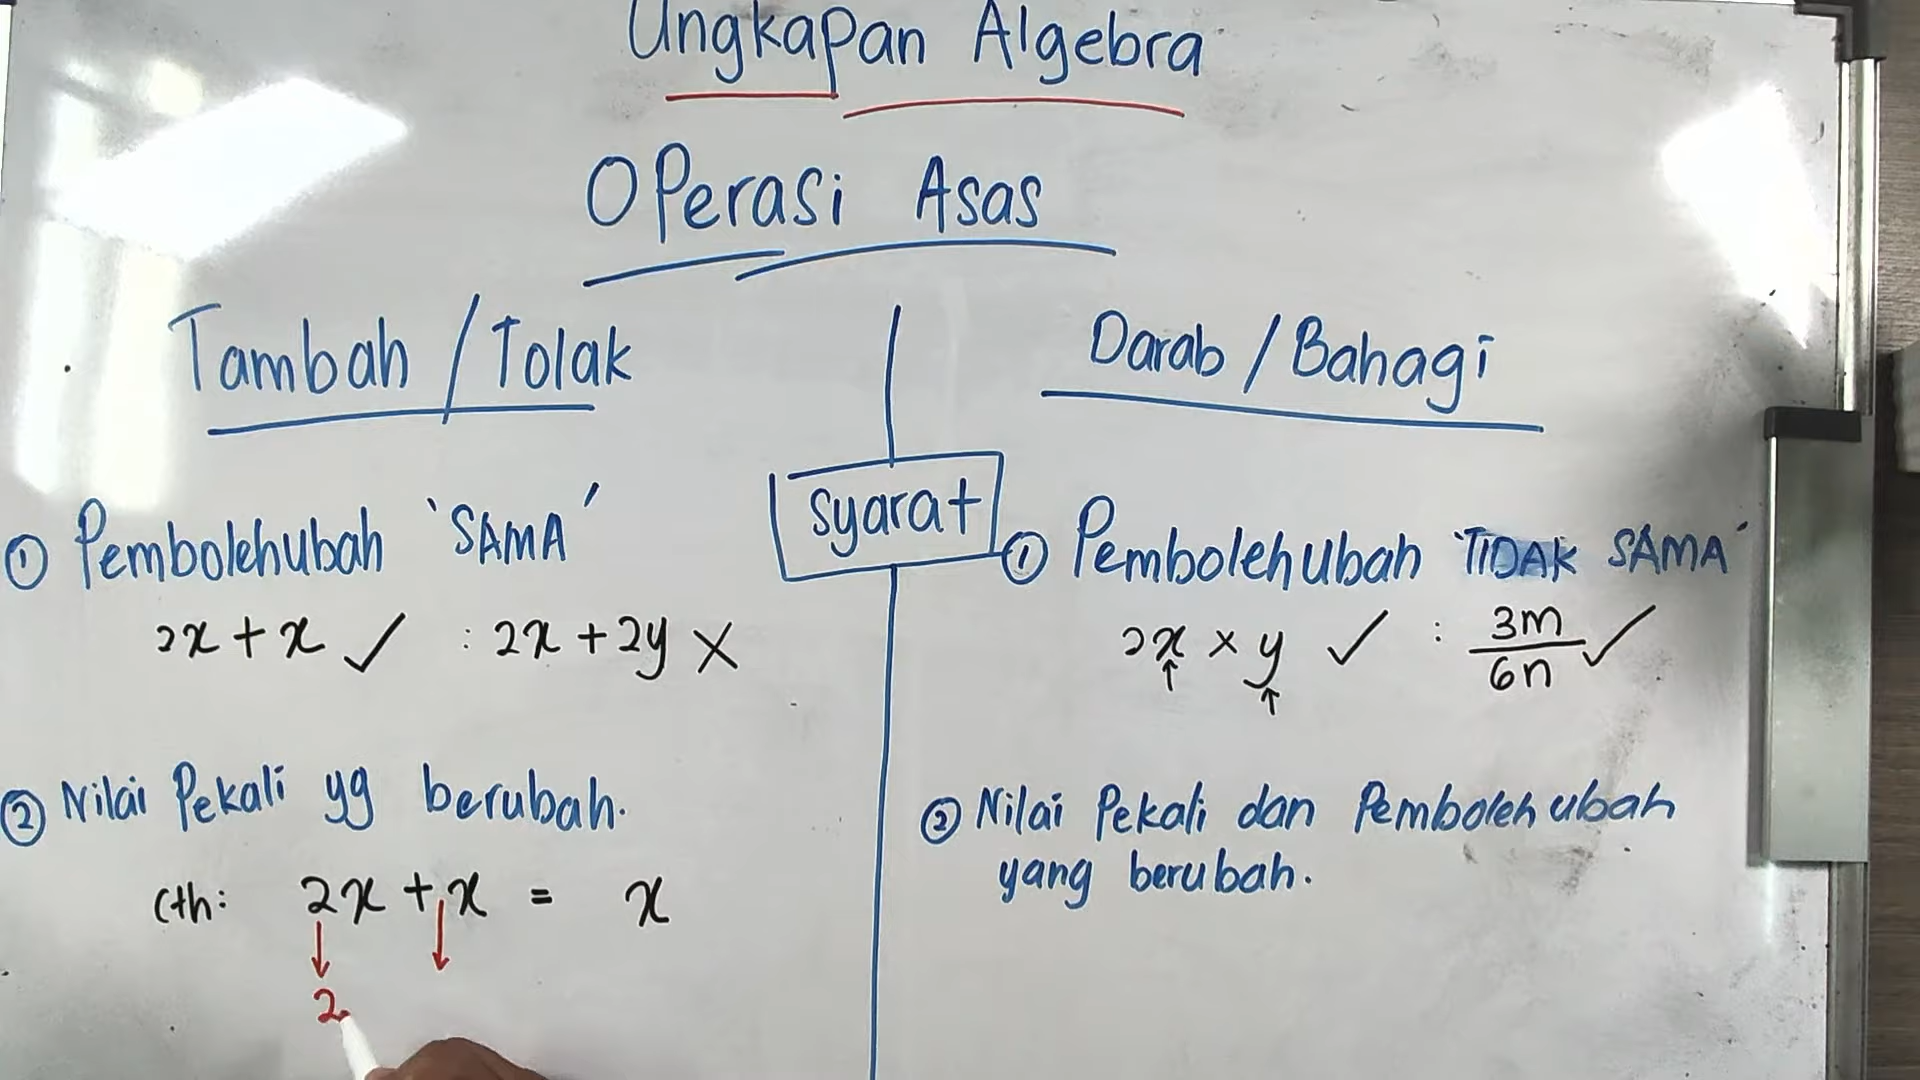 Ungkapan Algebra
Operasi Asas
Tambah / Tolak
① Pembolehubah 'SAMA'
2x + x ✓ : 2x + 2y ×
② Nilai Pekali yg berubah.
Cth: 2x + x = x
2
Syarat
Darab / Bahagi
① Pembolehubah 'TIDAK SAMA'
2x × y ✓ : 3m/6n ✓
② Nilai Pekali dan Pembolehubah
yang berubah.